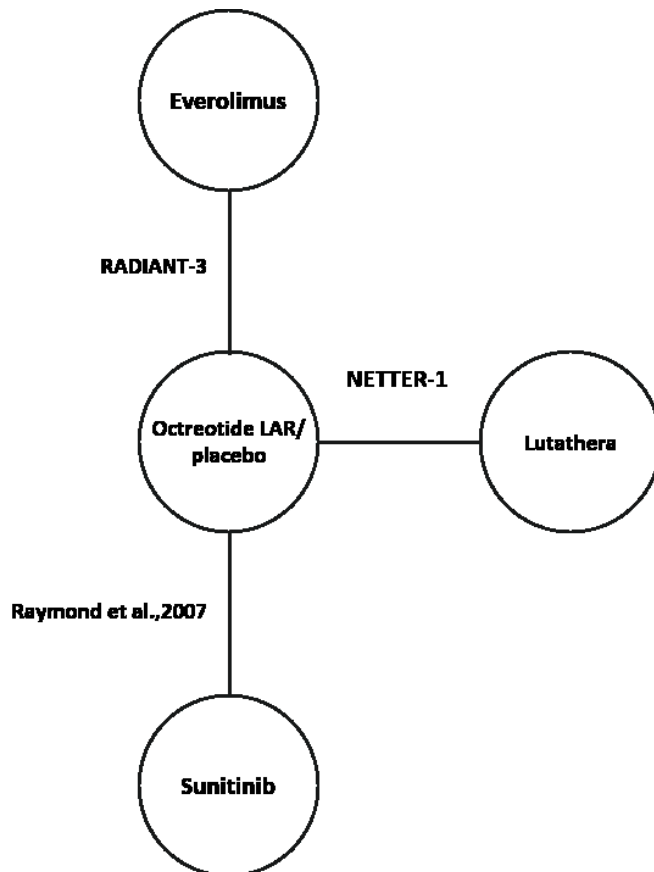 Everolimus
RADIANT-3
NETTER-1
Octreotide LAR/
placebo
Lutathera
Raymond et al.,2007
Sunitinib